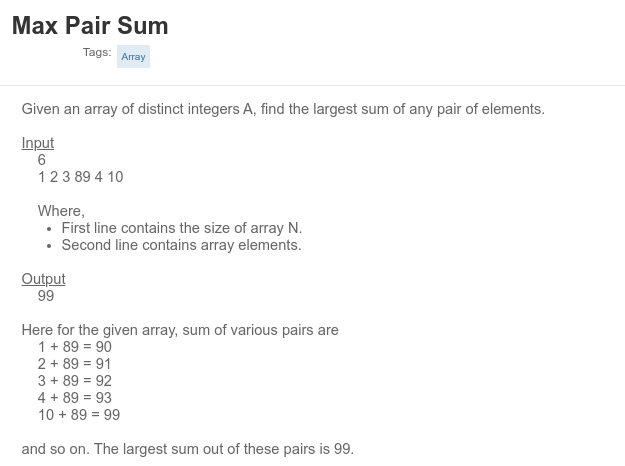 Max Pair Sum
Tags: Array
Given an array of distinct integers A, find the largest sum of any pair of elements.
Input
6
1 2 3 89 4 10
Where,
• First line contains the size of array N.
• Second line contains array elements.
Output
99
Here for the given array, sum of various pairs are
1 + 89 = 90
2 + 89 = 91
3 + 89 = 92
4 + 89 = 93
10 + 89 = 99
and so on. The largest sum out of these pairs is 99.